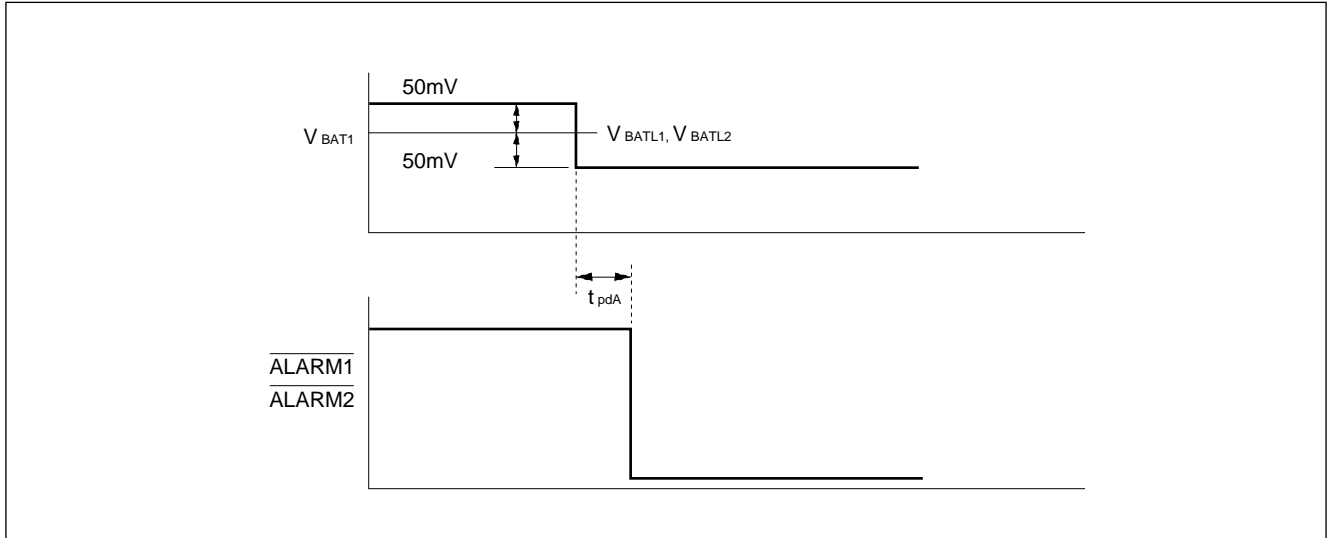 50mV
V BAT1
V BATL1, V BATL2
50mV
t pdA
ALARM1
ALARM2